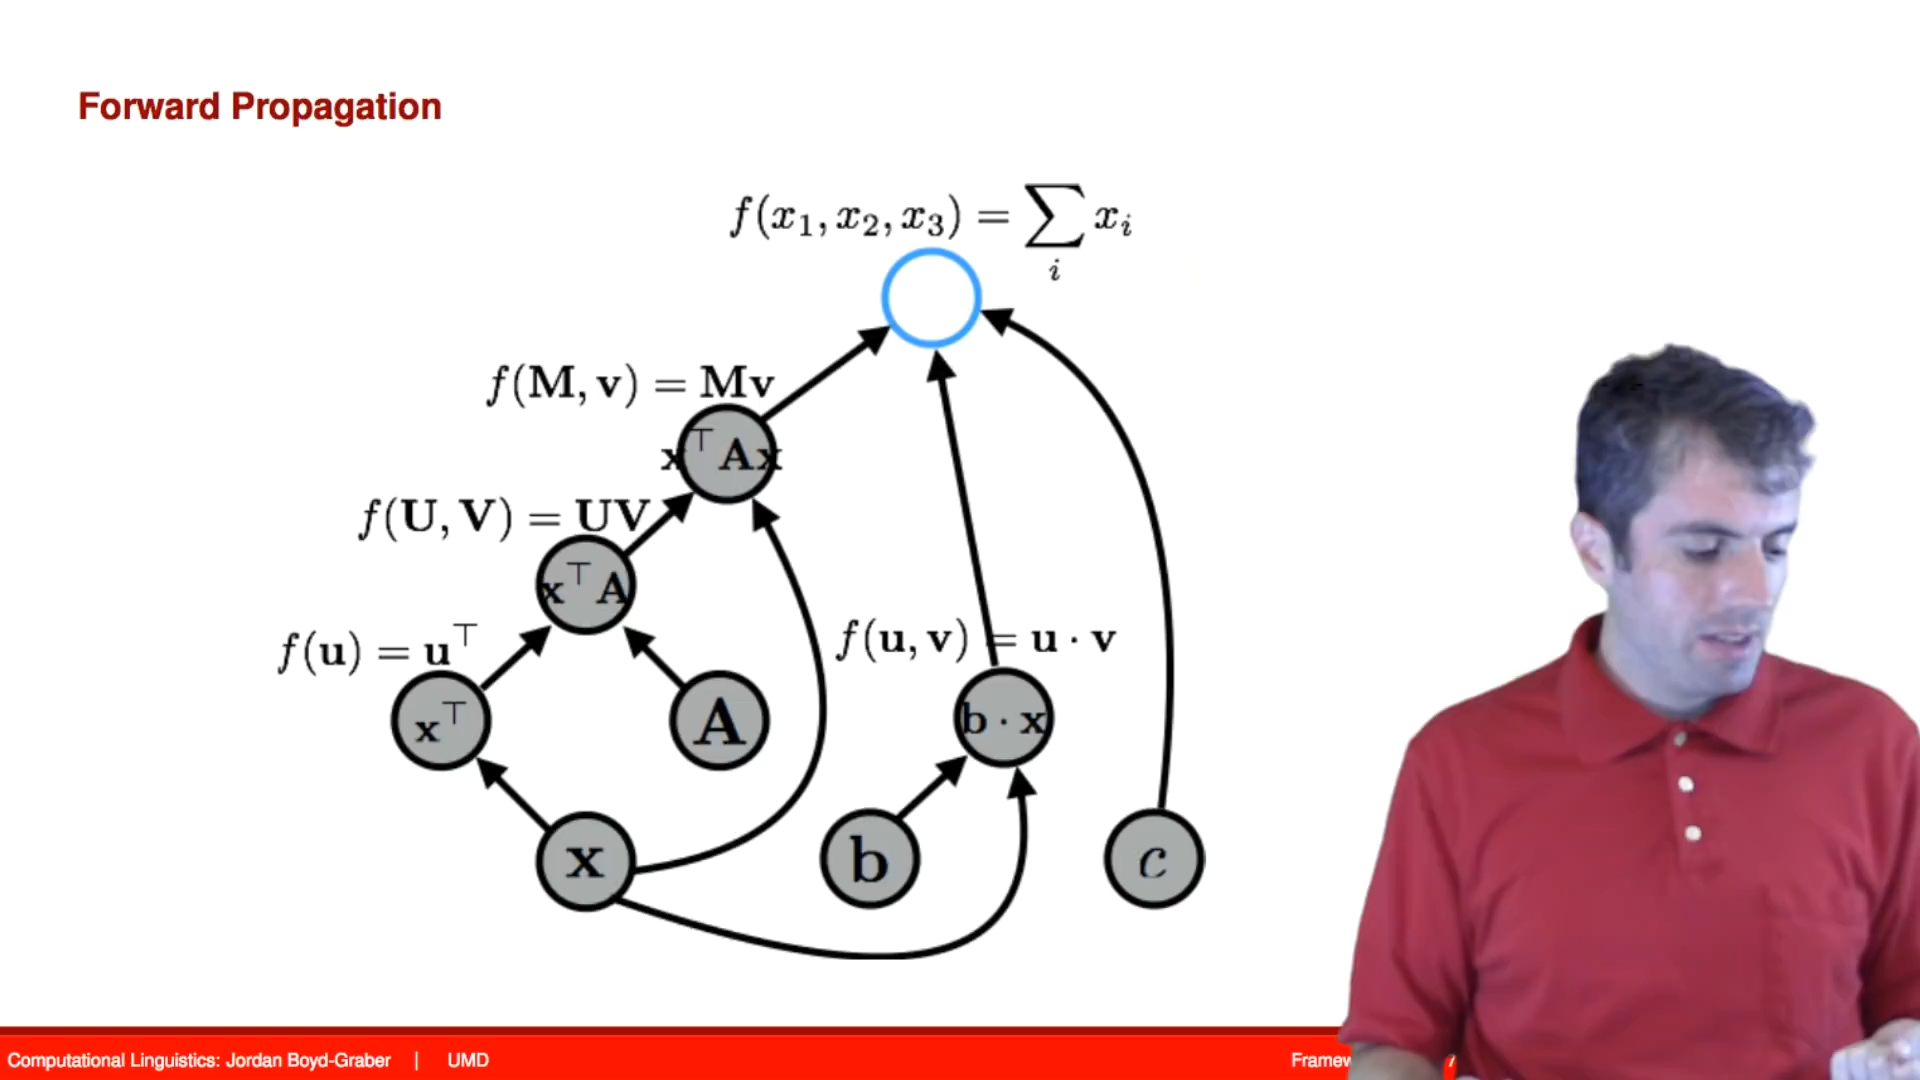 Forward Propagation
f(x₁, x₂, x₃) = ∑ᵢ xᵢ
f(M, v) = Mv
x⊤Ax
f(U, V) = UV
x⊤A
f(u) = u⊤
f(u, v) = u · v
x⊤
A
b · x
x
b
c
Computational Linguistics: Jordan Boyd-Graber | UMD